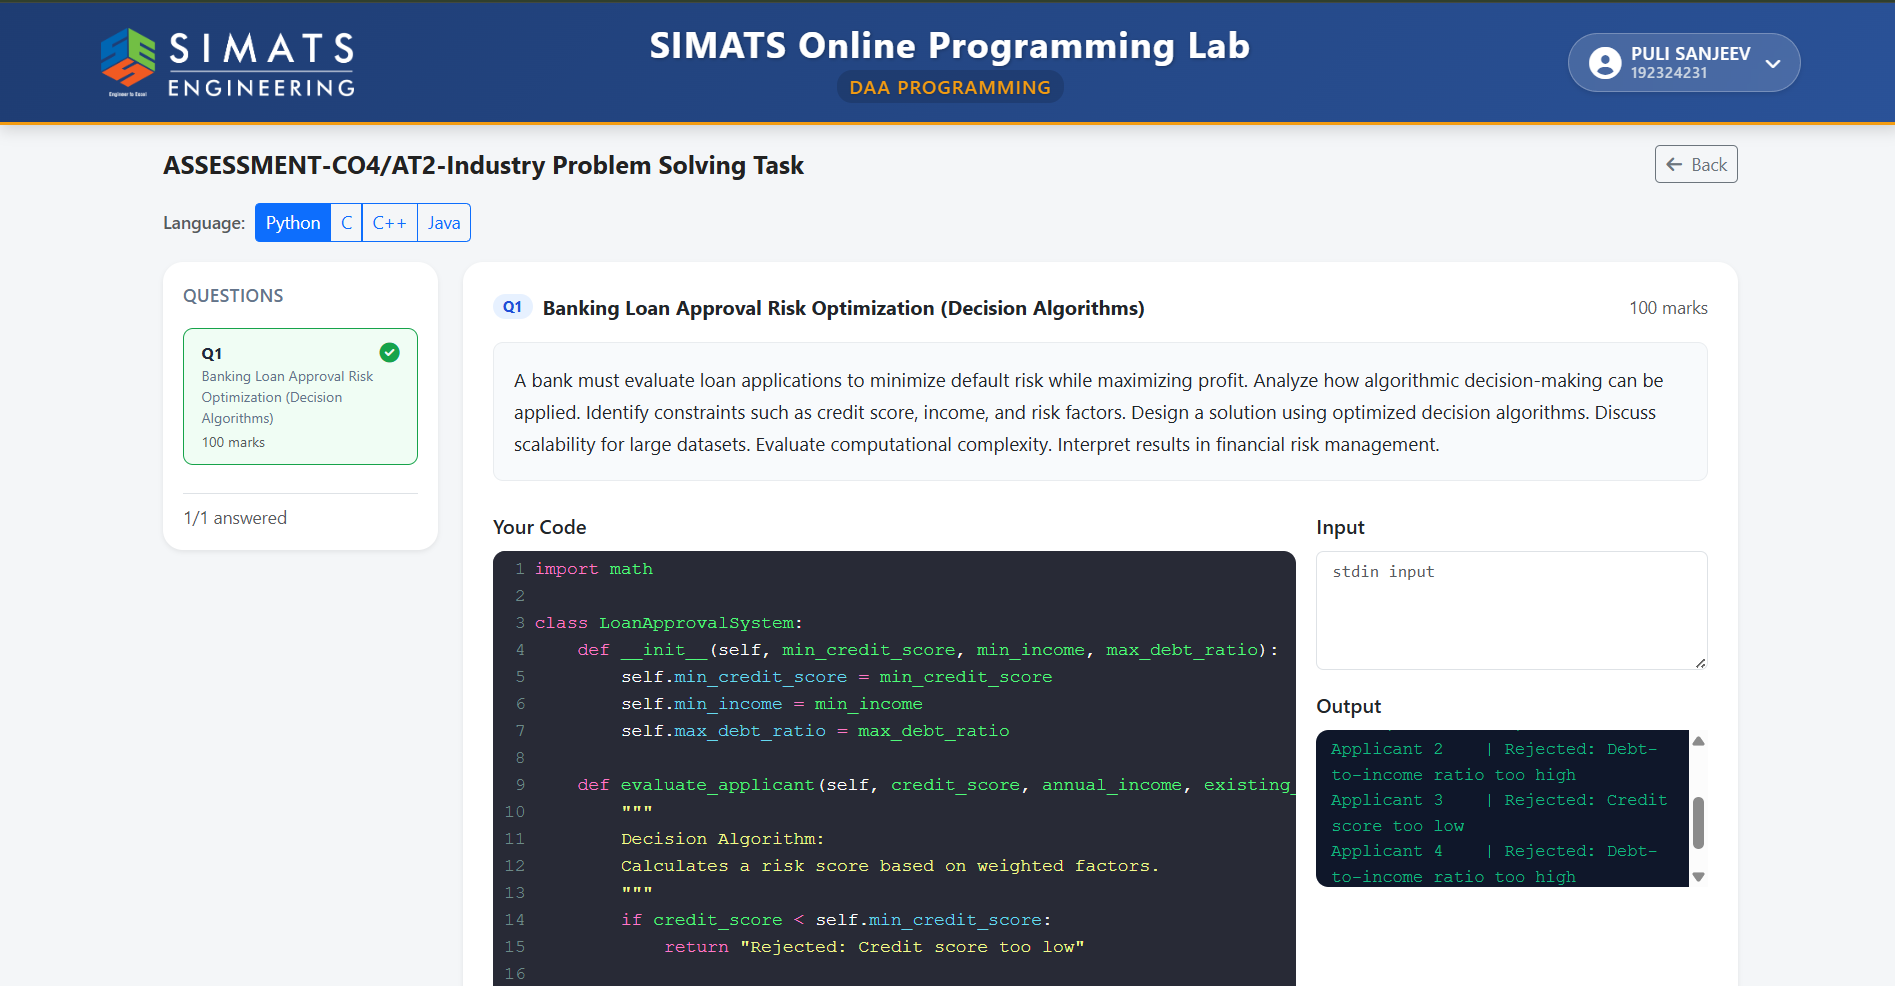 SIMATS
ENGINEERING
Engineer to Excel
SIMATS Online Programming Lab
DAA PROGRAMMING
PULI SANJEEV
192324231
ASSESSMENT-CO4/AT2-Industry Problem Solving Task
Back
Language: Python C C++ Java
QUESTIONS
Q1
Banking Loan Approval Risk
Optimization (Decision
Algorithms)
100 marks
1/1 answered
Q1 Banking Loan Approval Risk Optimization (Decision Algorithms)
100 marks
A bank must evaluate loan applications to minimize default risk while maximizing profit. Analyze how algorithmic decision-making can be
applied. Identify constraints such as credit score, income, and risk factors. Design a solution using optimized decision algorithms. Discuss
scalability for large datasets. Evaluate computational complexity. Interpret results in financial risk management.
Your Code
1 import math
2
3 class LoanApprovalSystem:
4     def __init__(self, min_credit_score, min_income, max_debt_ratio):
5         self.min_credit_score = min_credit_score
6         self.min_income = min_income
7         self.max_debt_ratio = max_debt_ratio
8
9     def evaluate_applicant(self, credit_score, annual_income, existing_
10         """
11         Decision Algorithm:
12         Calculates a risk score based on weighted factors.
13         """
14         if credit_score < self.min_credit_score:
15             return "Rejected: Credit score too low"
16
Input
stdin input
Output
Applicant 2    | Rejected: Debt-
to-income ratio too high
Applicant 3    | Rejected: Credit
score too low
Applicant 4    | Rejected: Debt-
to-income ratio too high